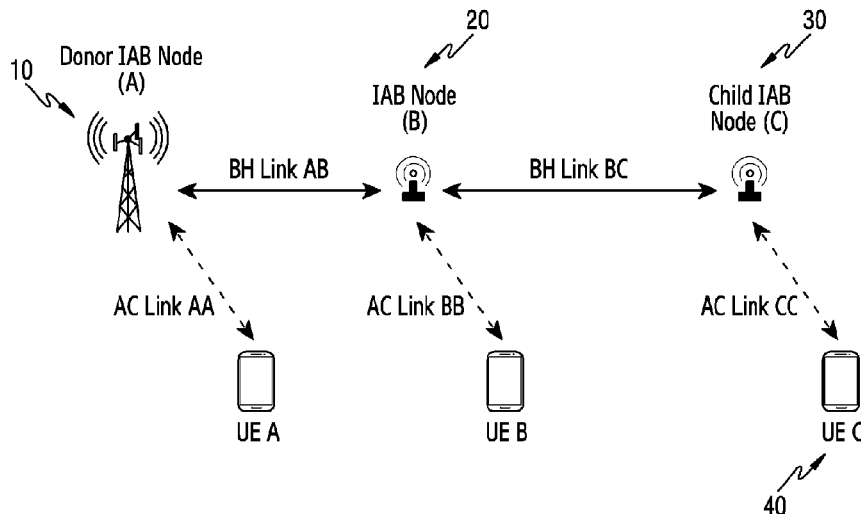 20
30
10
Donor IAB Node
(A)
IAB Node
(B)
Child IAB
Node (C)
BH Link AB
BH Link BC
AC Link AA
AC Link BB
AC Link CC
UE A
UE B
UE C
40